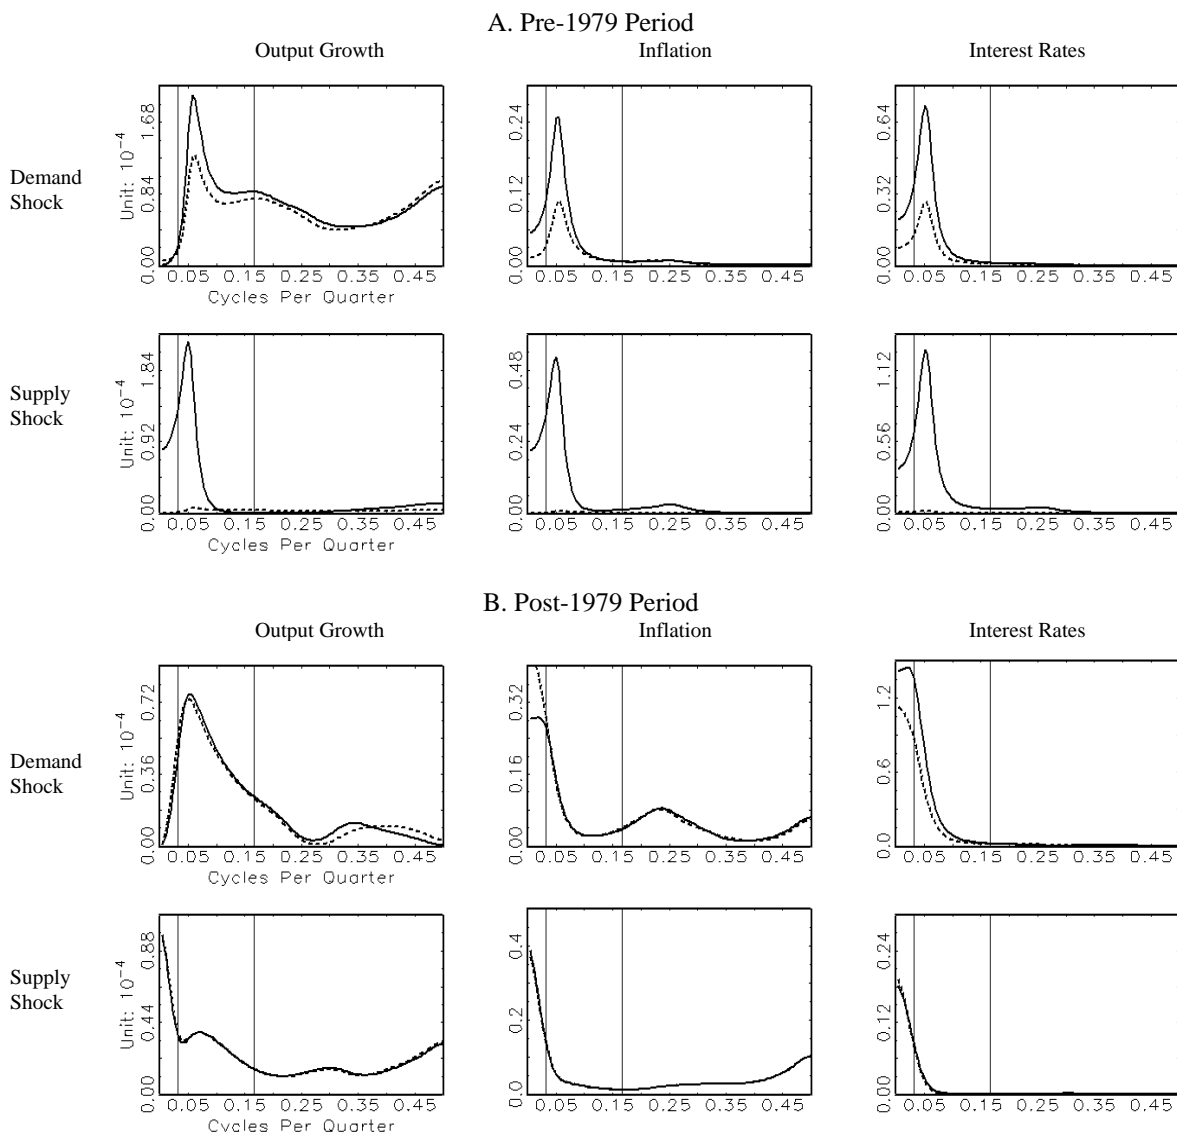 A. Pre-1979 Period
Output Growth Inflation Interest Rates
Demand Shock
Unit: 10^-4
0.00 0.84 1.68
0.00 0.12 0.24
0.00 0.32 0.64
0.05 0.15 0.25 0.35 0.45
0.05 0.15 0.25 0.35 0.45
0.05 0.15 0.25 0.35 0.45
Cycles Per Quarter
Supply Shock
Unit: 10^-4
0.00 0.92 1.84
0.00 0.24 0.48
0.00 0.56 1.12
0.05 0.15 0.25 0.35 0.45
0.05 0.15 0.25 0.35 0.45
0.05 0.15 0.25 0.35 0.45
Cycles Per Quarter
B. Post-1979 Period
Output Growth Inflation Interest Rates
Demand Shock
Unit: 10^-4
0.00 0.36 0.72
0.00 0.16 0.32
0.0 0.6 1.2
0.05 0.15 0.25 0.35 0.45
0.05 0.15 0.25 0.35 0.45
0.05 0.15 0.25 0.35 0.45
Cycles Per Quarter
Supply Shock
Unit: 10^-4
0.00 0.44 0.88
0.0 0.2 0.4
0.00 0.12 0.24
0.05 0.15 0.25 0.35 0.45
0.05 0.15 0.25 0.35 0.45
0.05 0.15 0.25 0.35 0.45
Cycles Per Quarter